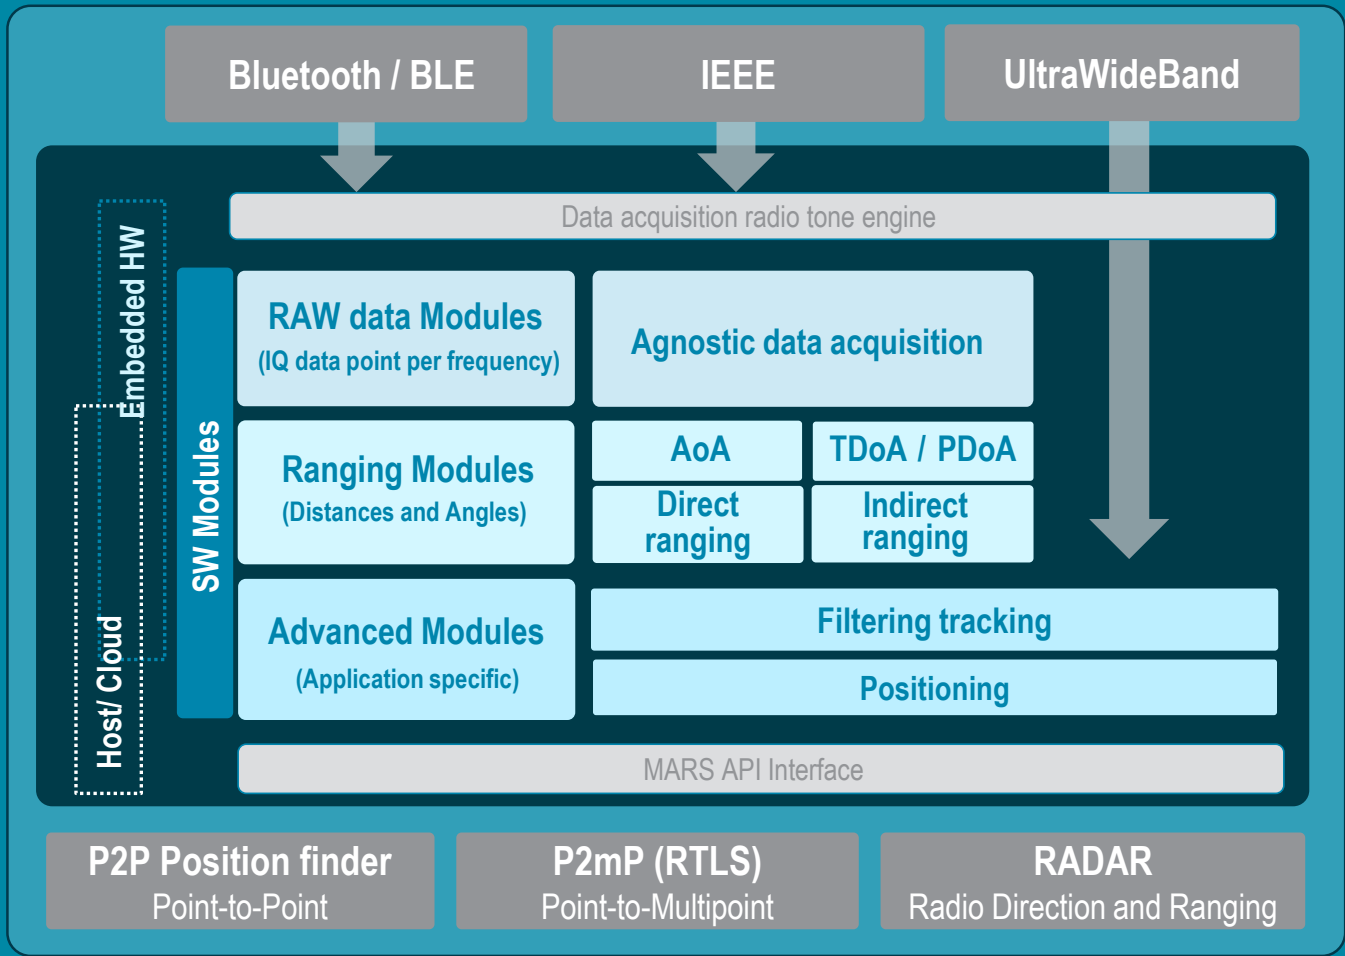 Bluetooth / BLE
IEEE
UltraWideBand
Data acquisition radio tone engine
Embedded HW
Host/ Cloud
SW Modules
RAW data Modules
(IQ data point per frequency)
Agnostic data acquisition
Ranging Modules
(Distances and Angles)
AoA
TDoA / PDoA
Direct
ranging
Indirect
ranging
Advanced Modules
(Application specific)
Filtering tracking
Positioning
MARS API Interface
P2P Position finder
Point-to-Point
P2mP (RTLS)
Point-to-Multipoint
RADAR
Radio Direction and Ranging